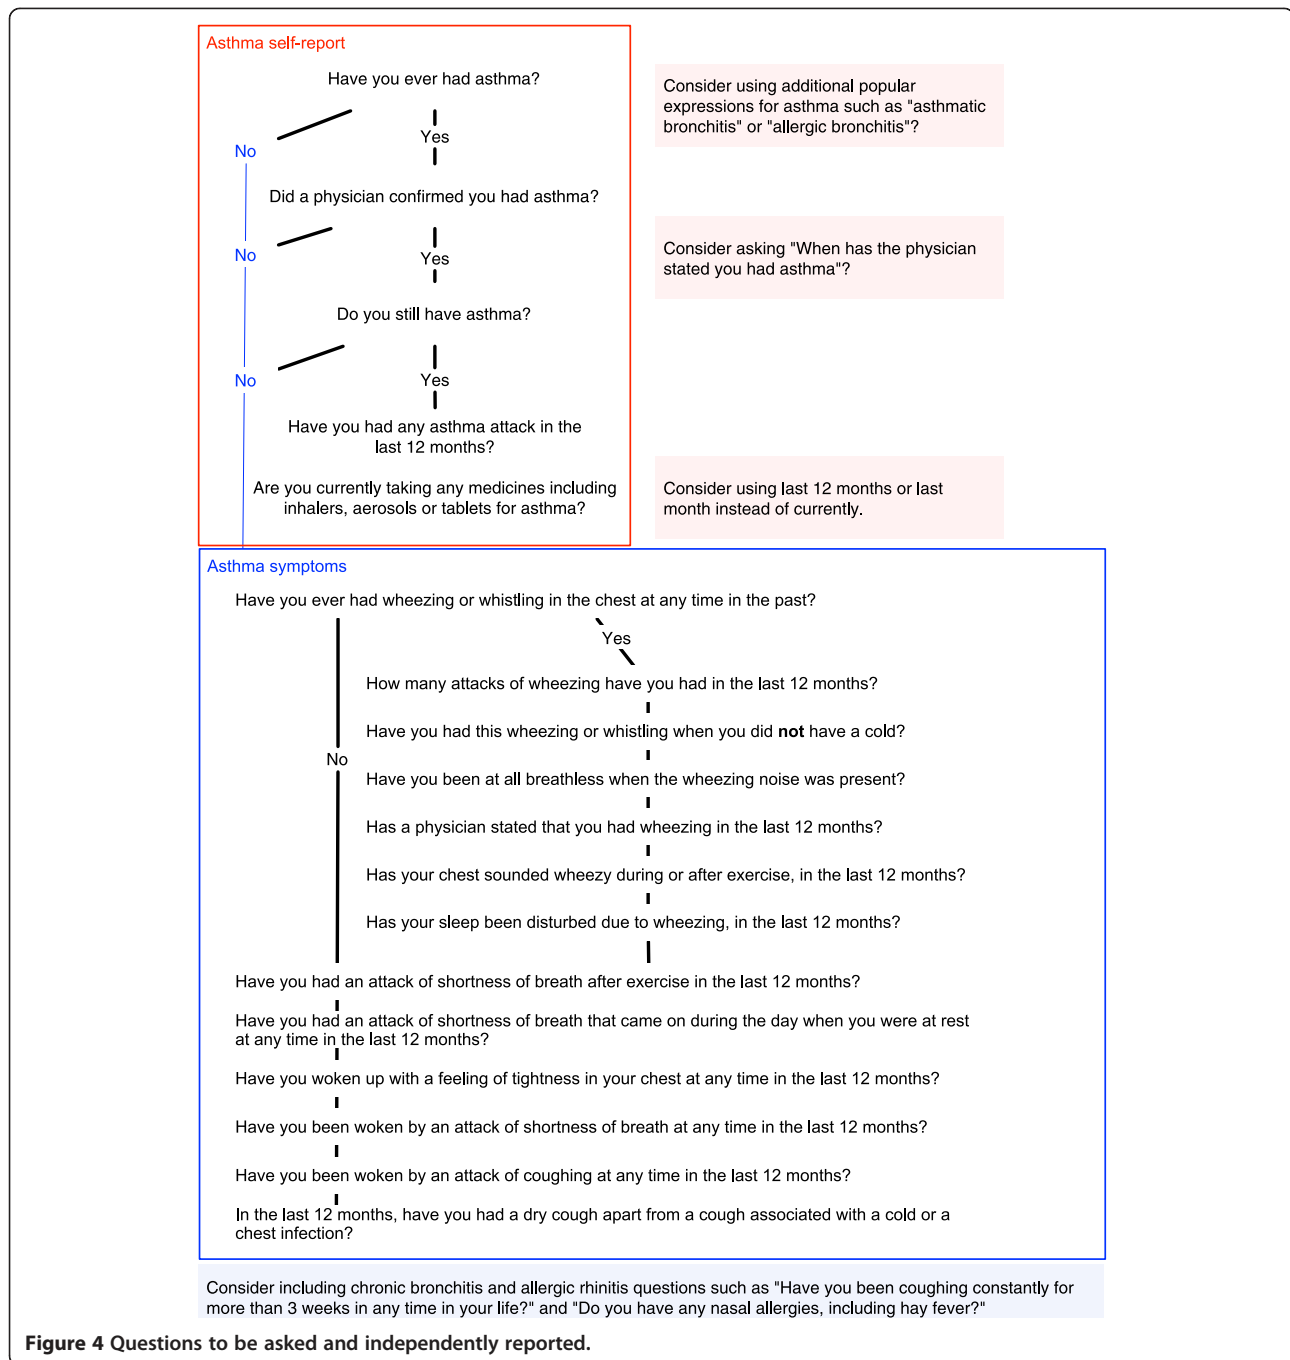 Asthma self-report
Have you ever had asthma?
Consider using additional popular
expressions for asthma such as "asthmatic
bronchitis" or "allergic bronchitis"?
Yes
No
Did a physician confirmed you had asthma?
Consider asking "When has the physician
stated you had asthma"?
No
Yes
Do you still have asthma?
No
Yes
Have you had any asthma attack in the
last 12 months?
Are you currently taking any medicines including
inhalers, aerosols or tablets for asthma?
Consider using last 12 months or last
month instead of currently.
Asthma symptoms
Have you ever had wheezing or whistling in the chest at any time in the past?
Yes
How many attacks of wheezing have you had in the last 12 months?
Have you had this wheezing or whistling when you did not have a cold?
No
Have you been at all breathless when the wheezing noise was present?
Has a physician stated that you had wheezing in the last 12 months?
Has your chest sounded wheezy during or after exercise, in the last 12 months?
Has your sleep been disturbed due to wheezing, in the last 12 months?
Have you had an attack of shortness of breath after exercise in the last 12 months?
Have you had an attack of shortness of breath that came on during the day when you were at rest
at any time in the last 12 months?
Have you woken up with a feeling of tightness in your chest at any time in the last 12 months?
Have you been woken by an attack of shortness of breath at any time in the last 12 months?
Have you been woken by an attack of coughing at any time in the last 12 months?
In the last 12 months, have you had a dry cough apart from a cough associated with a cold or a
chest infection?
Consider including chronic bronchitis and allergic rhinitis questions such as "Have you been coughing constantly for
more than 3 weeks in any time in your life?" and "Do you have any nasal allergies, including hay fever?"
Figure 4 Questions to be asked and independently reported.